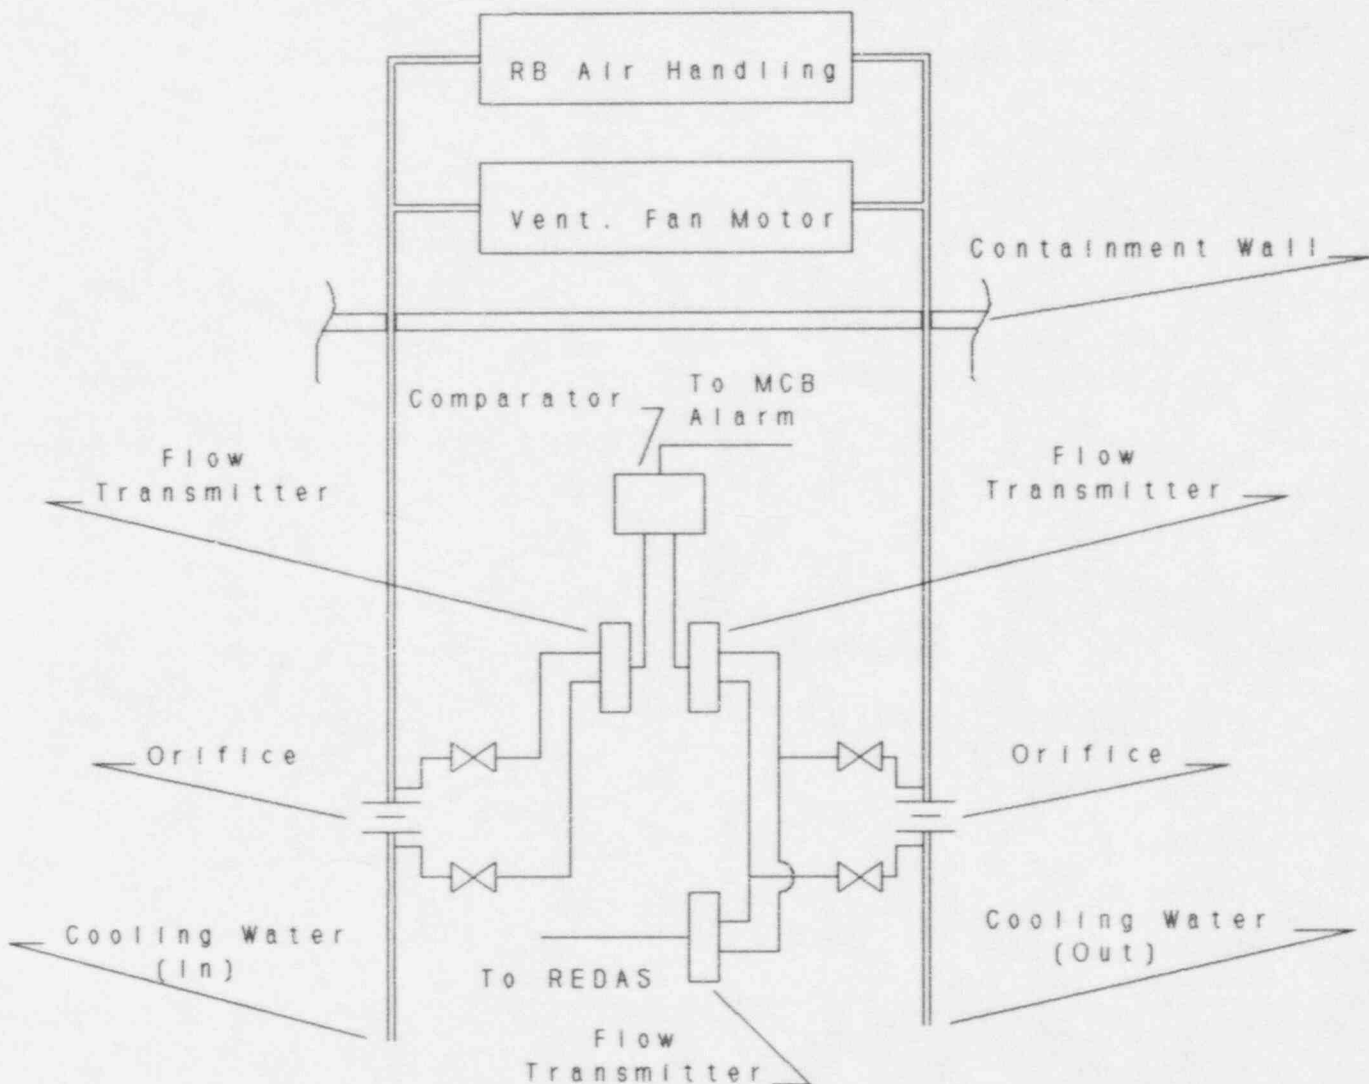 RB Air Handling
Vent. Fan Motor
Containment Wall
Comparator
To MCB
Alarm
Flow
Transmitter
Flow
Transmitter
Orifice
Orifice
Cooling Water
(In)
Cooling Water
(Out)
To REDAS
Flow
Transmitter